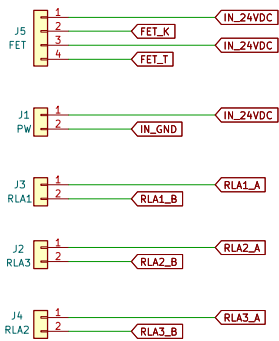 1 IN_24VDC
J5 2 FET_K
FET 3 IN_24VDC
4 FET_T
J1 1 IN_24VDC
PW 2 IN_GND
J3 1 RLA1_A
RLA1 2 RLA1_B
J2 1 RLA2_A
RLA3 2 RLA2_B
J4 1 RLA3_A
RLA2 2 RLA3_B